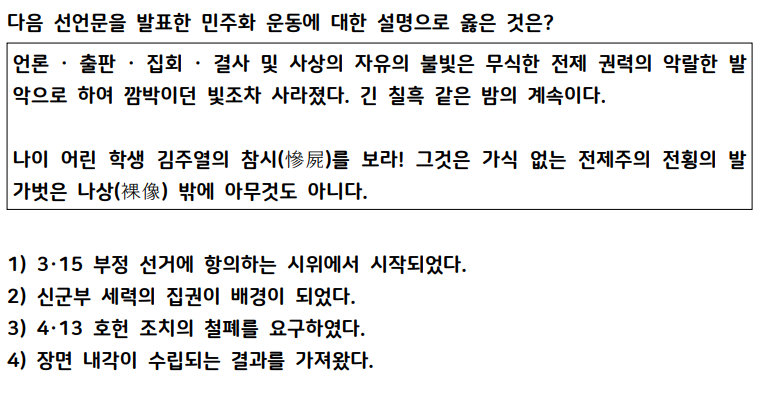 다음 선언문을 발표한 민주화 운동에 대한 설명으로 옳은 것은?
언론 · 출판 · 집회 · 결사 및 사상의 자유의 불빛은 무식한 전제 권력의 악랄한 발
악으로 하여 깜박이던 빛조차 사라졌다. 긴 칠흑 같은 밤의 계속이다.
나이 어린 학생 김주열의 참시(慘屍)를 보라! 그것은 가식 없는 전제주의 전횡의 발
가벗은 나상(裸像) 밖에 아무것도 아니다.
1) 3·15 부정 선거에 항의하는 시위에서 시작되었다.
2) 신군부 세력의 집권이 배경이 되었다.
3) 4·13 호헌 조치의 철폐를 요구하였다.
4) 장면 내각이 수립되는 결과를 가져왔다.